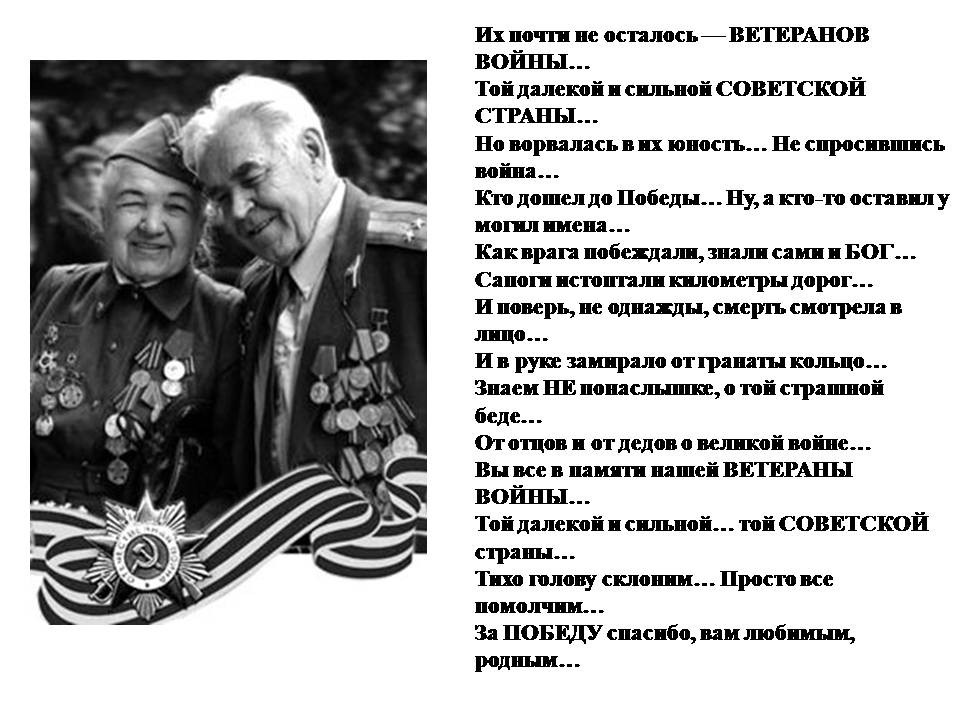 Их почти не осталось — ВЕТЕРАНОВ
ВОЙНЫ…
Той далекой и сильной СОВЕТСКОЙ
СТРАНЫ…
Но ворвалась в их юность… Не спросившись
война…
Кто дошел до Победы… Ну, а кто-то оставил у
могил имена…
Как врага побеждали, знали сами и БОГ…
Сапоги истоптали километры дорог…
И поверь, не однажды, смерть смотрела в
лицо…
И в руке замирало от гранаты кольцо…
Знаем НЕ понаслышке, о той страшной
беде…
От отцов и от дедов о великой войне…
Вы все в памяти нашей ВЕТЕРАНЫ
ВОЙНЫ…
Той далекой и сильной… той СОВЕТСКОЙ
страны…
Тихо голову склоним… Просто все
помолчим…
За ПОБЕДУ спасибо, вам любимым,
родным…